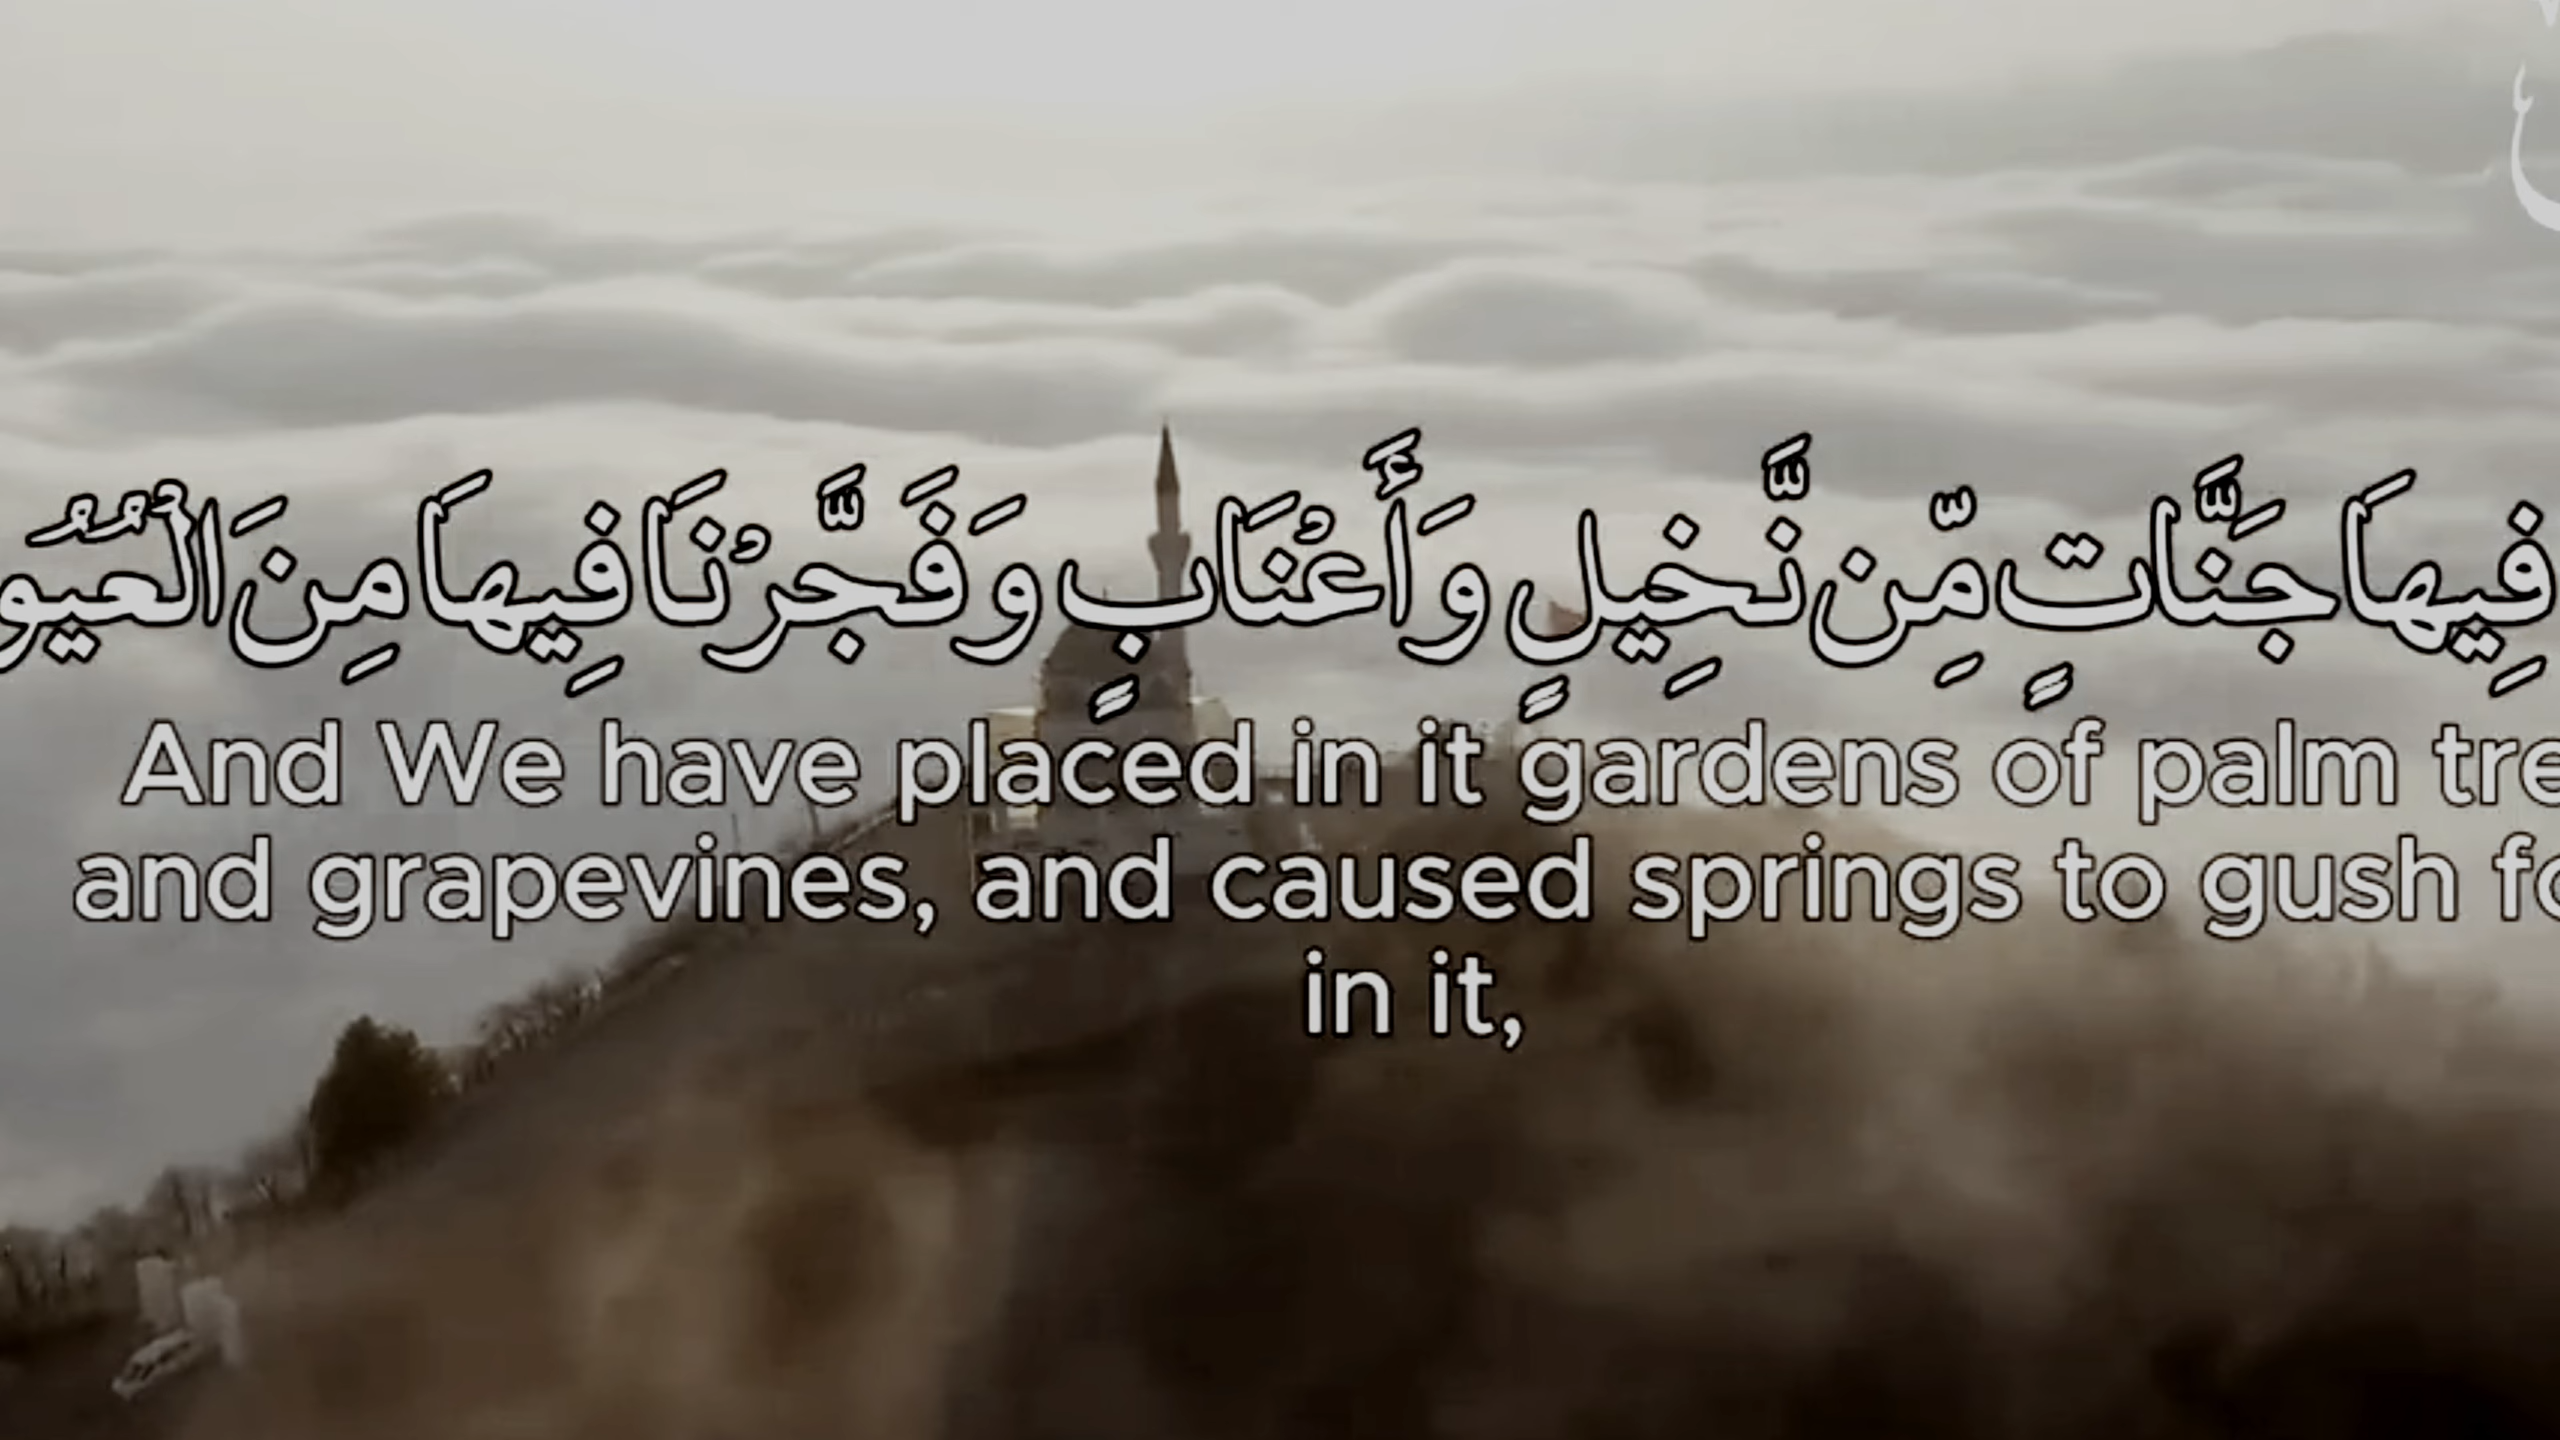 فِيهَا جَنَّاتٍ مِّن نَّخِيلٍ وَأَعْنَابٍ وَفَجَّرْنَا فِيهَا مِنَ
And We have placed in it gardens of palm
and grapevines, and caused springs to gush
in it,